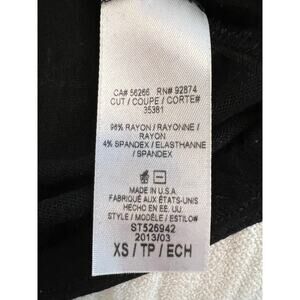 CA# 56266 RN# 92874
CUT / COUPE / CORTE#
35381
96% RAYON / RAYONNE /
RAYON
4% SPANDEX / ELASTHANNE
/ SPANDEX
MADE IN U.S.A.
FABRIQUÉ AUX ÉTATS-UNIS
HECHO EN EE. UU.
STYLE / MODÈLE / ESTILO#
ST526942
2013/03
XS / TP / ECH